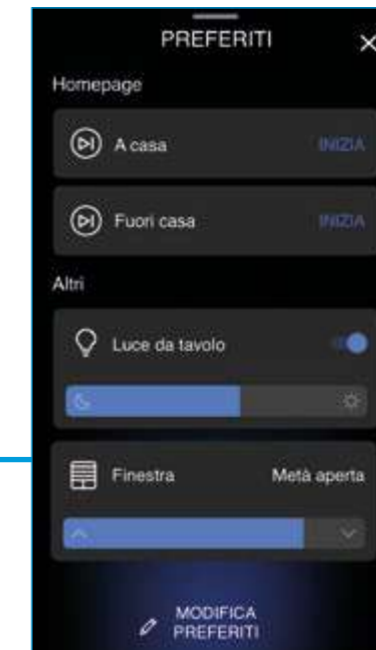 PREFERITI
Homepage
A casa INIZIA
Fuori casa INIZIA
Altri
Luce da tavolo
Finestra Metà aperta
MODIFICA
PREFERITI